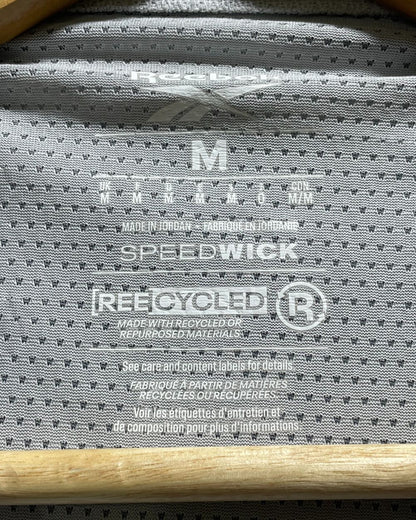 Reebok
M
UK F D CDN
M M M M M O M/M
MADE IN JORDAN • FABRIQUÉ EN JORDANIE
SPEEDWICK
REECYCLED R
MADE WITH RECYCLED OR
REPURPOSED MATERIALS
See care and content labels for details
FABRIQUÉ À PARTIR DE MATIÈRES
RECYCLÉES OU RÉCUPÉRÉES.
Voir les étiquettes d'entretien et
de composition pour plus d'informations